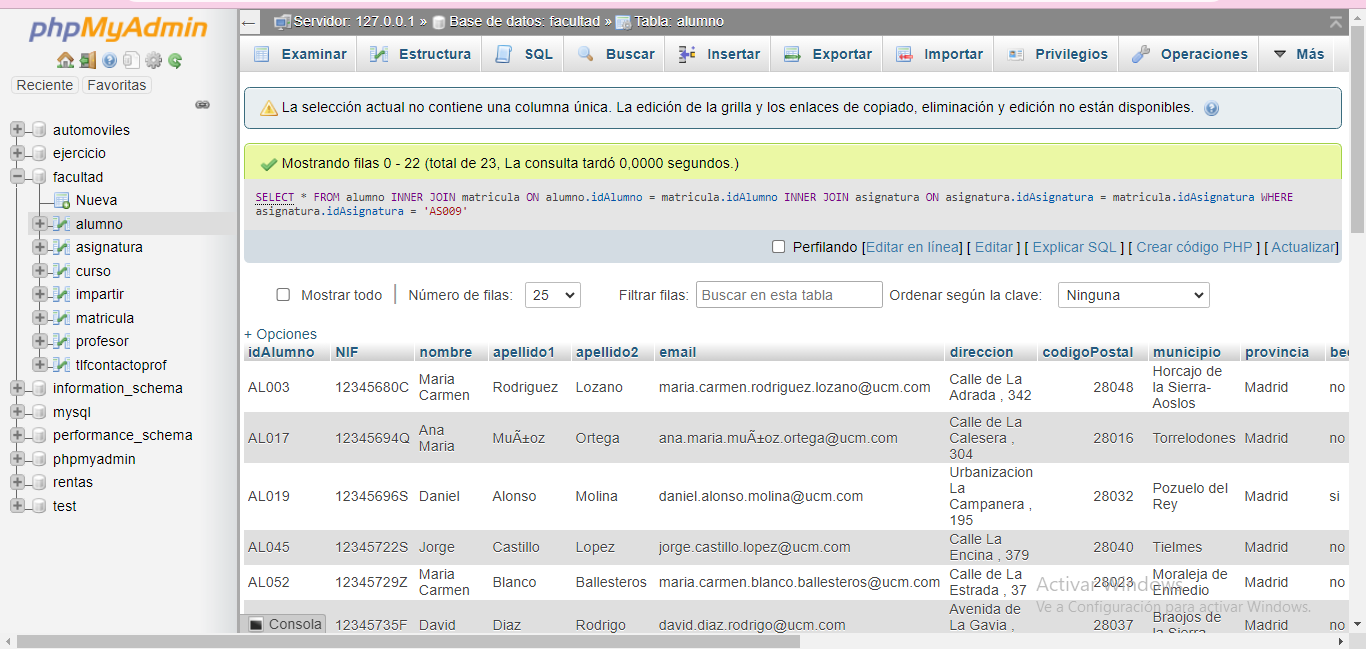 phpMyAdmin
Reciente Favoritas
automoviles
ejercicio
facultad
Nueva
alumno
asignatura
curso
impartir
matricula
profesor
tlfcontactoprof
information_schema
mysql
performance_schema
phpmyadmin
rentas
test
Servidor: 127.0.0.1 » Base de datos: facultad » Tabla: alumno
Examinar Estructura SQL Buscar Insertar Exportar Importar Privilegios Operaciones Más
La selección actual no contiene una columna única. La edición de la grilla y los enlaces de copiado, eliminación y edición no están disponibles.
Mostrando filas 0 - 22 (total de 23, La consulta tardó 0,0000 segundos.)
SELECT * FROM alumno INNER JOIN matricula ON alumno.idAlumno = matricula.idAlumno INNER JOIN asignatura ON asignatura.idAsignatura = matricula.idAsignatura WHERE
asignatura.idAsignatura = 'AS009'
Perfilando [Editar en línea] [ Editar ] [ Explicar SQL ] [ Crear código PHP ] [ Actualizar]
Mostrar todo | Número de filas: 25 Filtrar filas: Buscar en esta tabla Ordenar según la clave: Ninguna
+ Opciones
idAlumno NIF nombre apellido1 apellido2 email direccion codigoPostal municipio provincia bec
AL003 12345680C Maria Carmen Rodriguez Lozano maria.carmen.rodriguez.lozano@ucm.com Calle de La Adrada , 342 28048 Horcajo de la Sierra-Aoslos Madrid no
AL017 12345694Q Ana Maria MuÃ±oz Ortega ana.maria.muÃ±oz.ortega@ucm.com Calle de La Calesera , 304 28016 Torrelodones Madrid no
AL019 12345696S Daniel Alonso Molina daniel.alonso.molina@ucm.com Urbanizacion La Campanera , 195 28032 Pozuelo del Rey Madrid si
AL045 12345722S Jorge Castillo Lopez jorge.castillo.lopez@ucm.com Calle La Encina , 379 28040 Tielmes Madrid no
AL052 12345729Z Maria Carmen Blanco Ballesteros maria.carmen.blanco.ballesteros@ucm.com Calle de La Estrada , 37 28023 Moraleja de Enmedio Madrid no
12345735F David Diaz Rodrigo david.diaz.rodrigo@ucm.com Avenida de La Gavia , 28037 Braojos de la Sierra Madrid no
Activar Windows
Ve a Configuración para activar Windows.
Consola